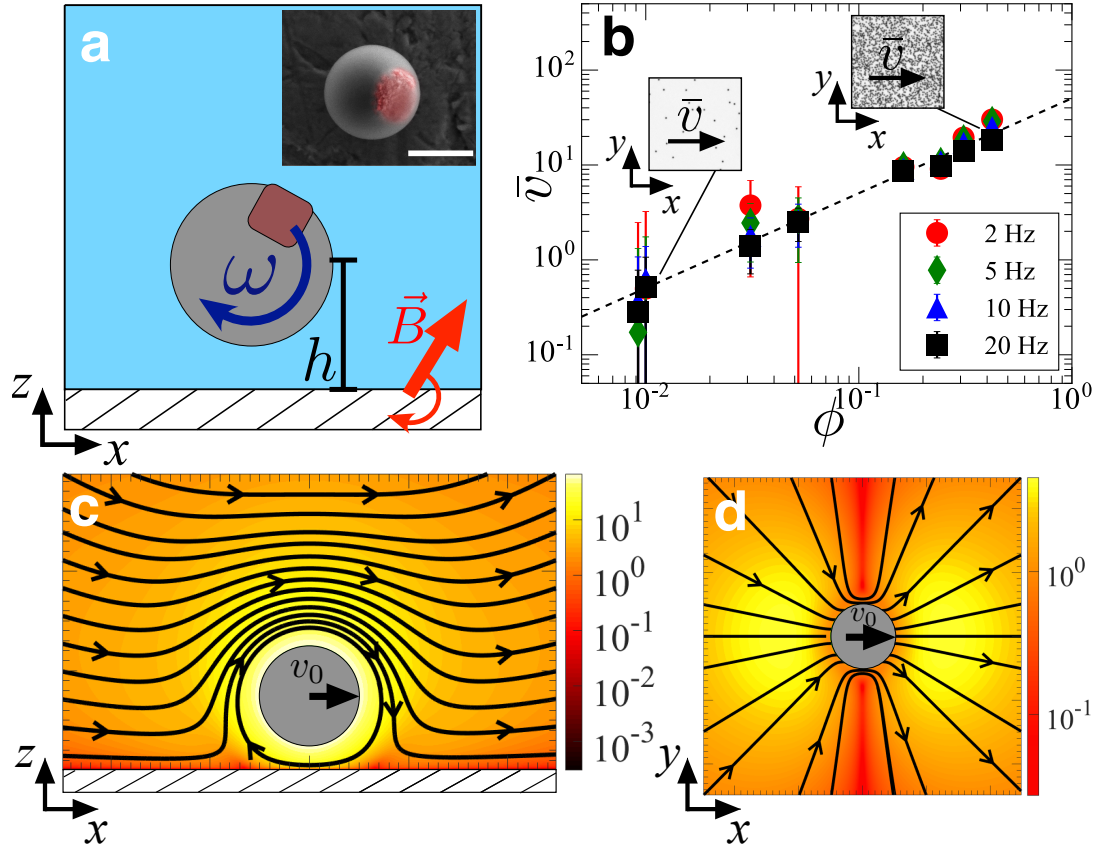 a
ω
h
B⃗
z
x
b
v̄
10²
10¹
10⁰
10⁻¹
10⁻²
10⁻¹
10⁰
ϕ
y
v̄
x
y
v̄
x
2 Hz
5 Hz
10 Hz
20 Hz
c
v₀
10¹
10⁰
10⁻¹
10⁻²
10⁻³
z
x
d
v₀
10⁰
10⁻¹
y
x